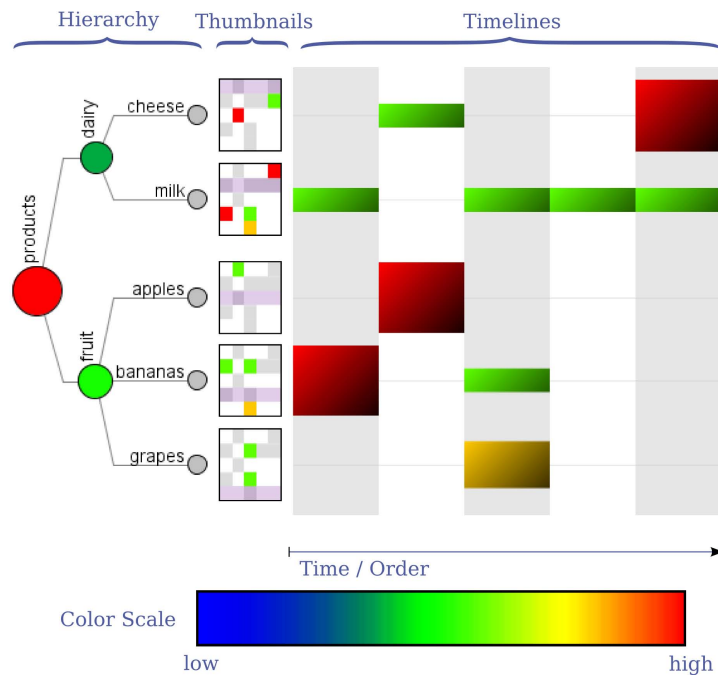 Hierarchy
Thumbnails
Timelines
cheese
dairy
milk
products
apples
fruit
bananas
grapes
Time / Order
Color Scale
low
high